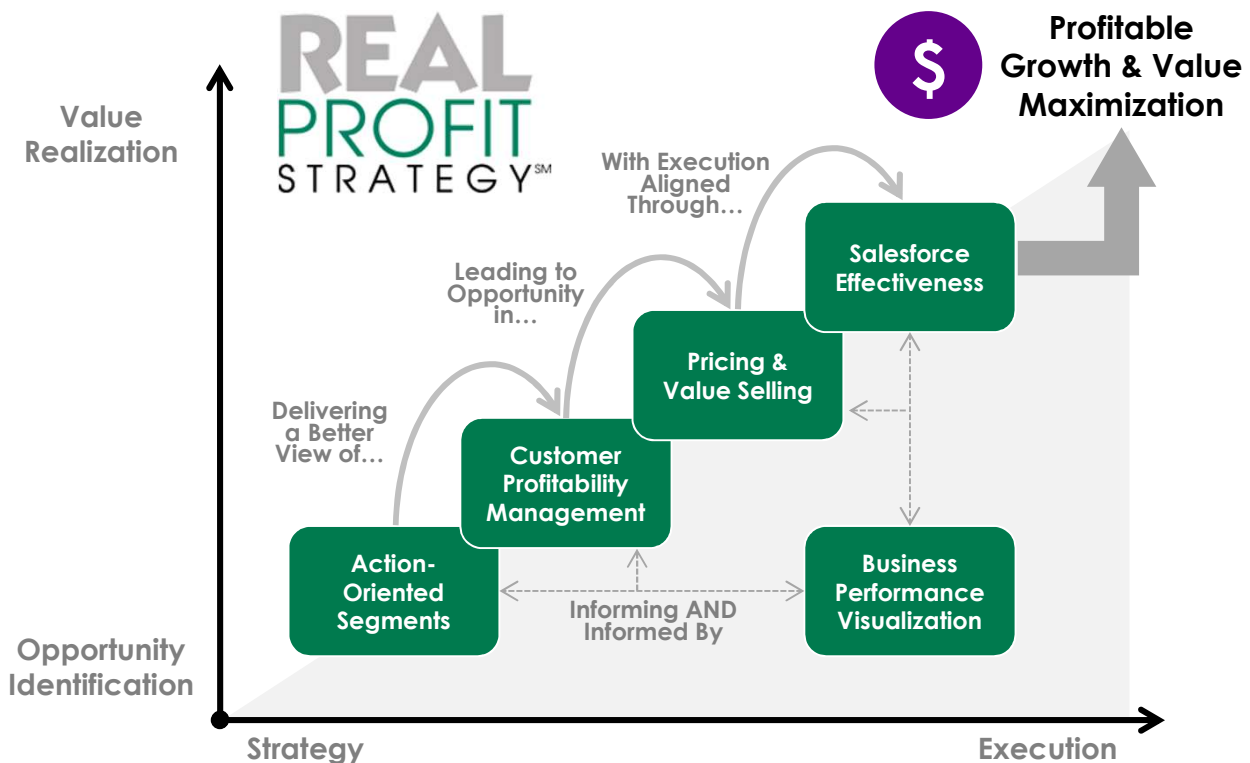 REAL
PROFIT
STRATEGY℠
$
Profitable
Growth & Value
Maximization
Value
Realization
With Execution
Aligned
Through…
Salesforce
Effectiveness
Leading to
Opportunity
in…
Pricing &
Value Selling
Delivering
a Better
View of…
Customer
Profitability
Management
Action-
Oriented
Segments
Informing AND
Informed By
Business
Performance
Visualization
Opportunity
Identification
Strategy
Execution